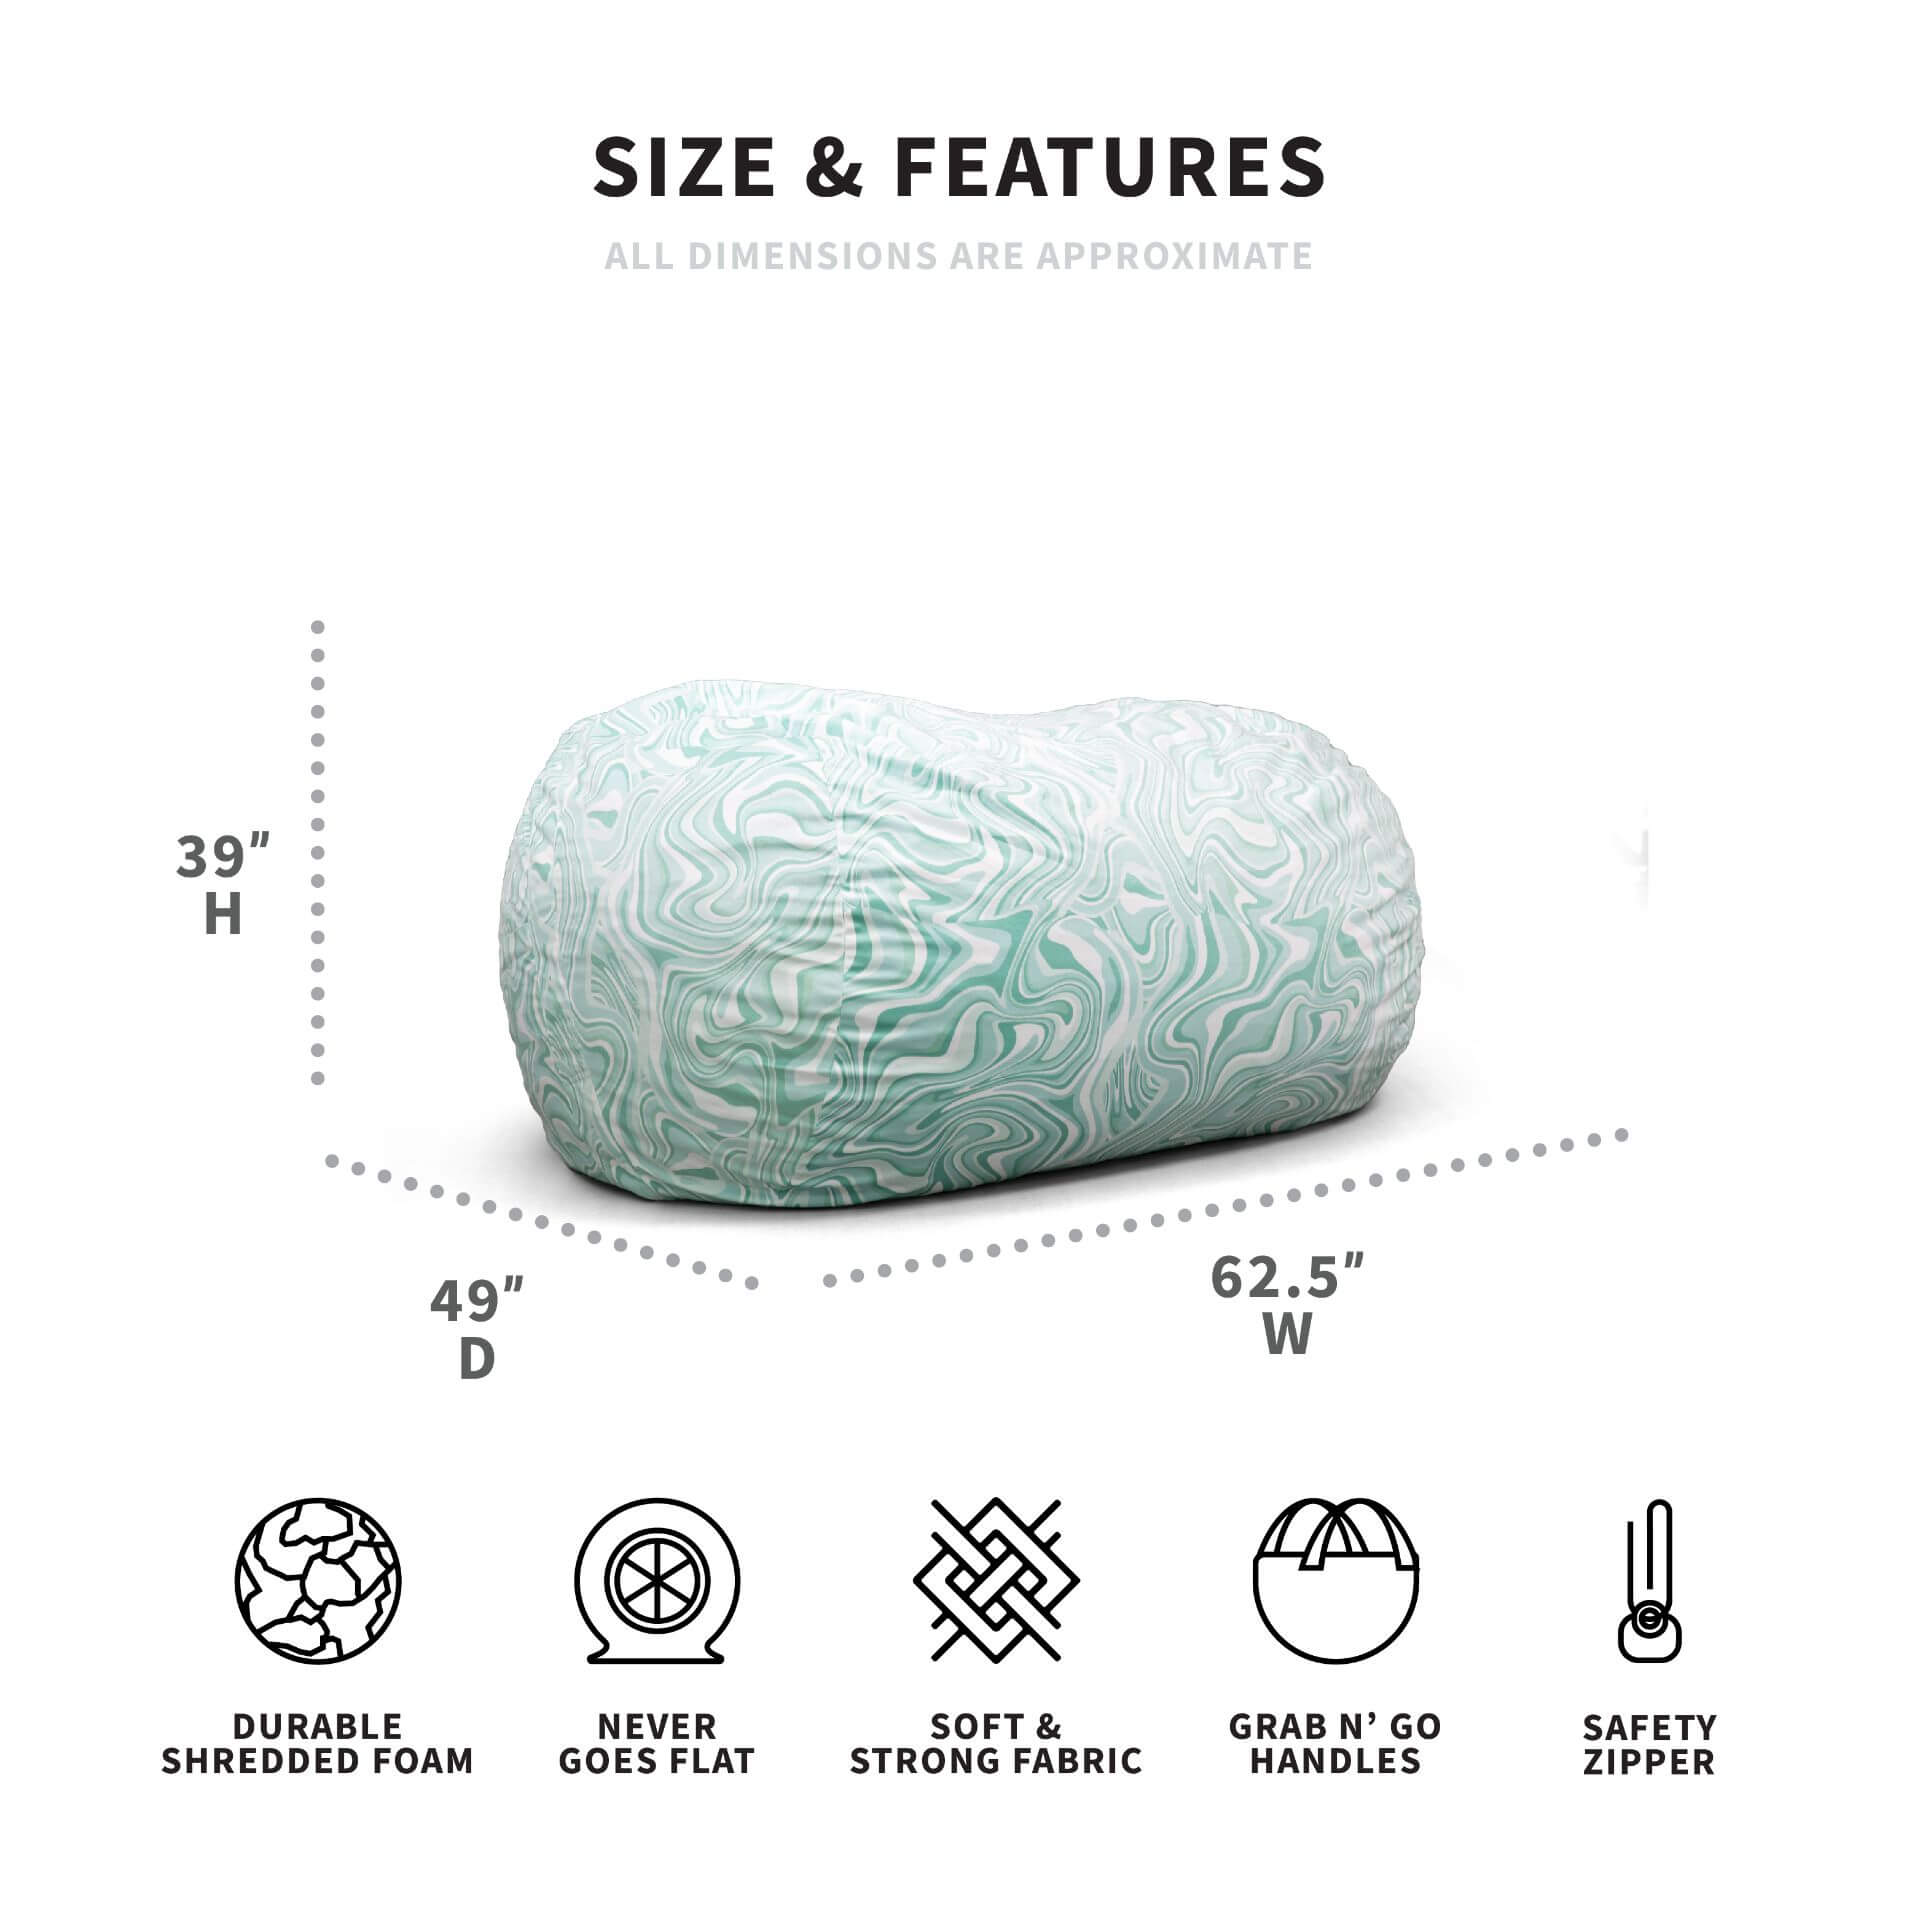 SIZE & FEATURES
ALL DIMENSIONS ARE APPROXIMATE
39″
H
49″
D
62.5″
W
DURABLE
SHREDDED FOAM
NEVER
GOES FLAT
SOFT &
STRONG FABRIC
GRAB N’ GO
HANDLES
SAFETY
ZIPPER